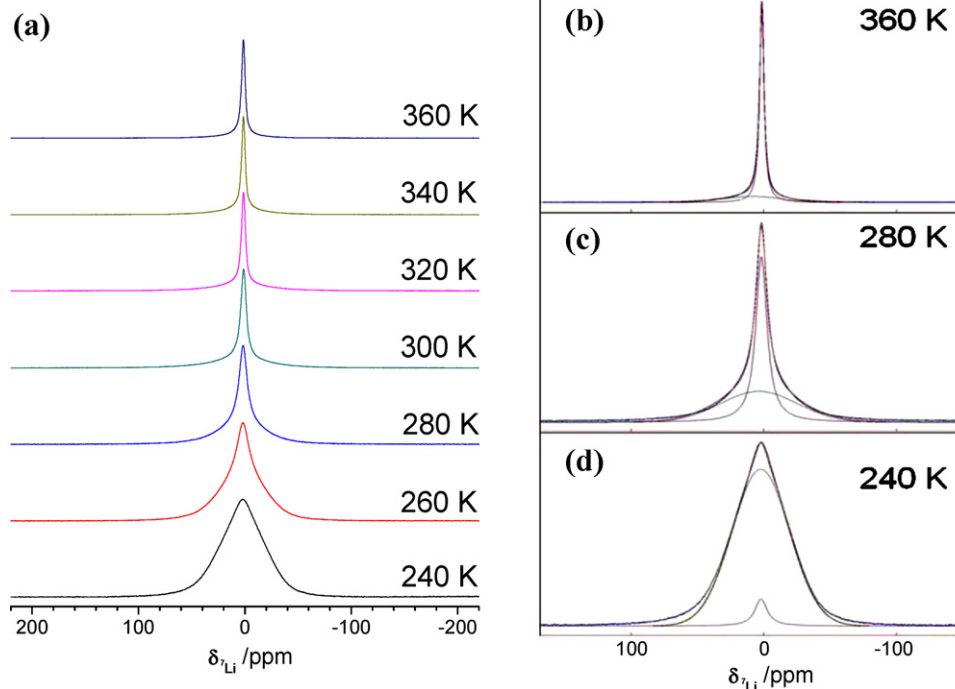 (a)
360 K
340 K
320 K
300 K
280 K
260 K
240 K
200 100 0 -100 -200
δ⁷Li /ppm
(b)
360 K
(c)
280 K
(d)
240 K
100 0 -100
δ⁷Li /ppm